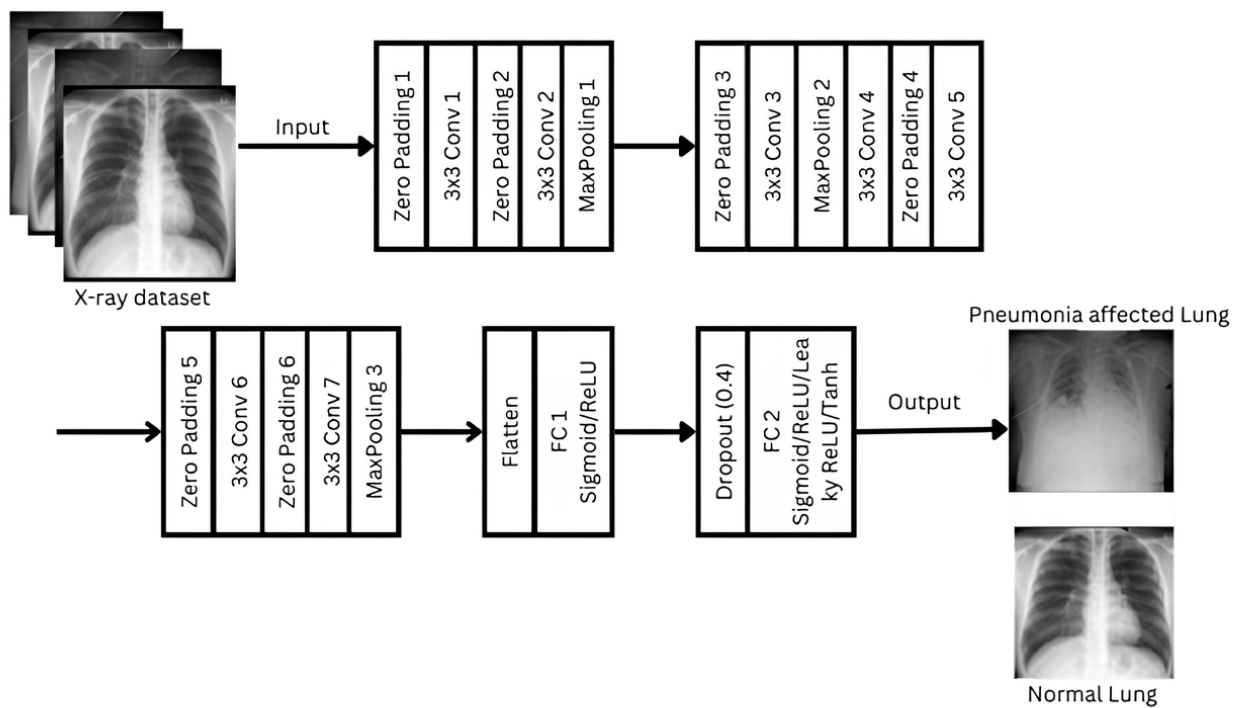 X-ray dataset
Input
Zero Padding 1
3x3 Conv 1
Zero Padding 2
3x3 Conv 2
MaxPooling 1
Zero Padding 3
3x3 Conv 3
MaxPooling 2
3x3 Conv 4
Zero Padding 4
3x3 Conv 5
Zero Padding 5
3x3 Conv 6
Zero Padding 6
3x3 Conv 7
MaxPooling 3
Flatten
FC 1
Sigmoid/ReLU
Dropout (0.4)
FC 2
Sigmoid/ReLU/Lea
ky ReLU/Tanh
Output
Pneumonia affected Lung
Normal Lung